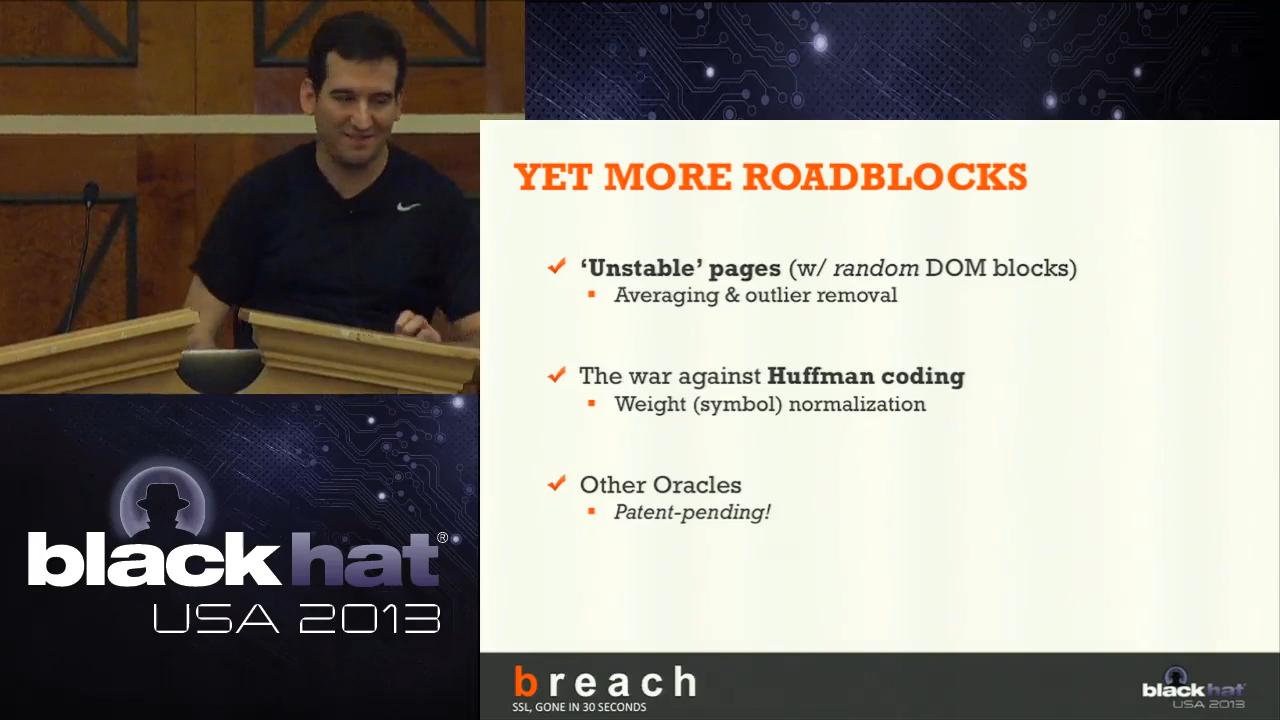 YET MORE ROADBLOCKS
‘Unstable’ pages (w/ random DOM blocks)
Averaging & outlier removal
The war against Huffman coding
Weight (symbol) normalization
Other Oracles
Patent-pending!
black hat®
USA 2013
breach
SSL, GONE IN 30 SECONDS
black hat
USA 2013